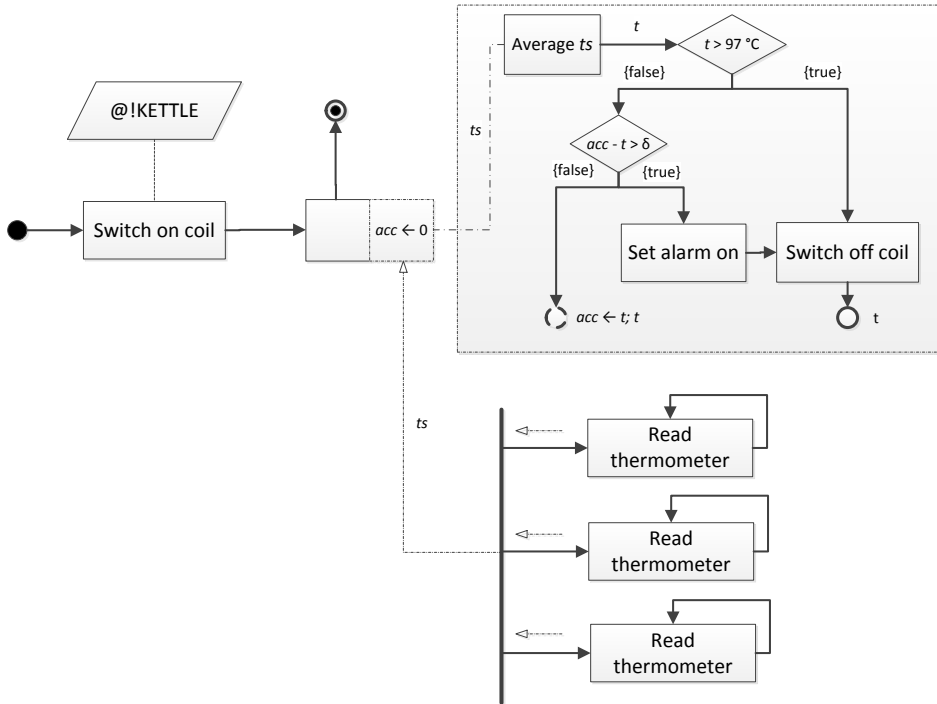 @!KETTLE
Switch on coil
acc ← 0
ts
Average ts
t
t > 97 °C
{false}
{true}
acc - t > δ
{false}
{true}
Set alarm on
Switch off coil
acc ← t; t
t
ts
Read
thermometer
Read
thermometer
Read
thermometer